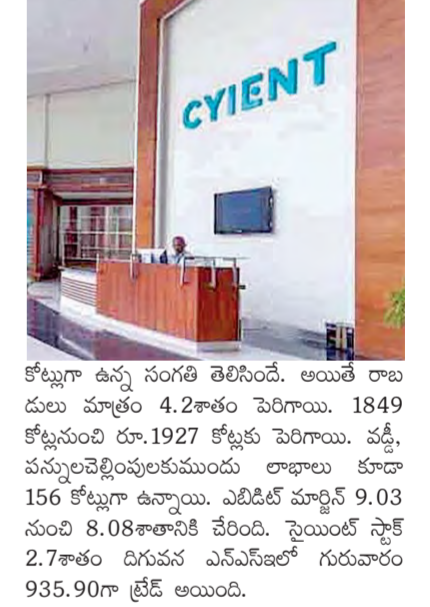 CYIENT
కోట్లుగా ఉన్న సంగతి తెలిసిందే. అయితే రాబ
డులు మాత్రం 4.2శాతం పెరిగాయి. 1849
కోట్లనుంచి రూ.1927 కోట్లకు పెరిగాయి. వడ్డీ,
పన్నులచెల్లింపులకుముందు లాభాలు కూడా
156 కోట్లుగా ఉన్నాయి. ఎబిడిట్ మార్జిన్ 9.03
నుంచి 8.08శాతానికి చేరింది. సైయింట్ స్టాక్
2.7శాతం దిగువన ఎన్ఎస్ఇలో గురువారం
935.90గా ట్రేడ్ అయింది.